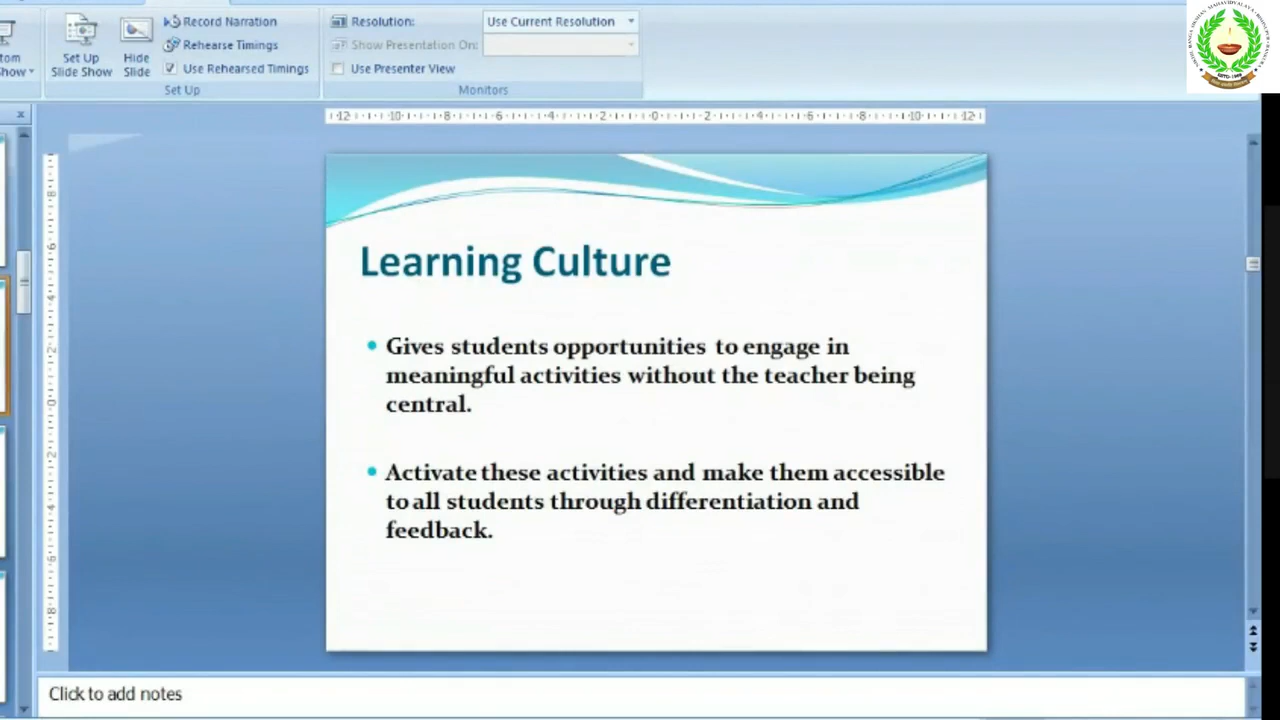 Record Narration
Resolution:
Use Current Resolution
Set Up
Slide Show
Hide
Slide
Rehearse Timings
Show Presentation On:
Use Rehearsed Timings
Use Presenter View
Set Up
Monitors
Learning Culture
Gives students opportunities to engage in
meaningful activities without the teacher being
central.
Activate these activities and make them accessible
to all students through differentiation and
feedback.
Click to add notes